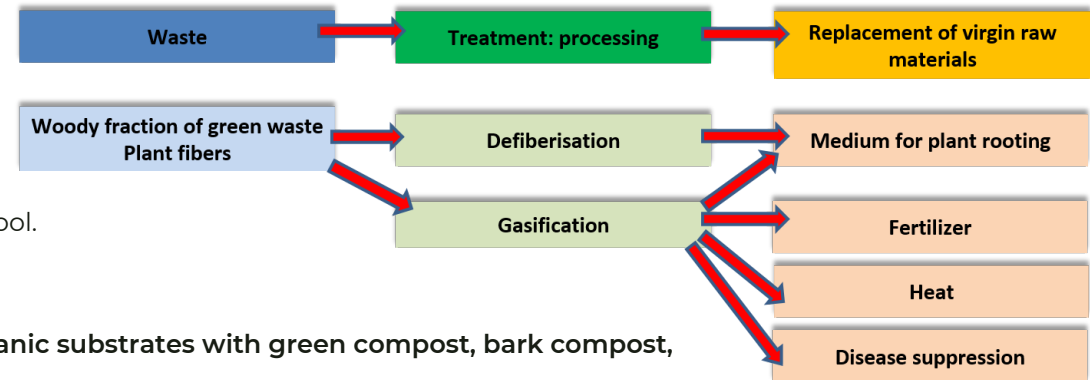 Waste
Treatment: processing
Replacement of virgin raw
materials
Woody fraction of green waste
Plant fibers
Defiberisation
Medium for plant rooting
Gasification
Fertilizer
Heat
Disease suppression
ool.
anic substrates with green compost, bark compost,